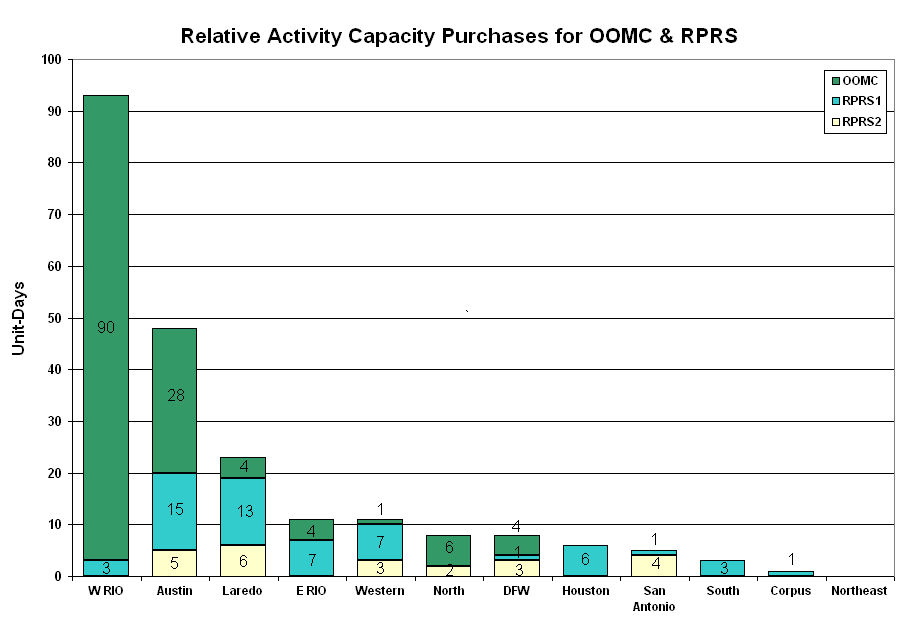 Relative Activity Capacity Purchases for OOMC & RPRS
100
90
80
70
60
50
40
30
20
10
0
Unit-Days
OOMC
RPRS1
RPRS2
90
3
28
15
5
4
13
6
4
7
1
7
3
6
2
4
1
3
6
1
4
3
1
W RIO
Austin
Laredo
E RIO
Western
North
DFW
Houston
San
Antonio
South
Corpus
Northeast